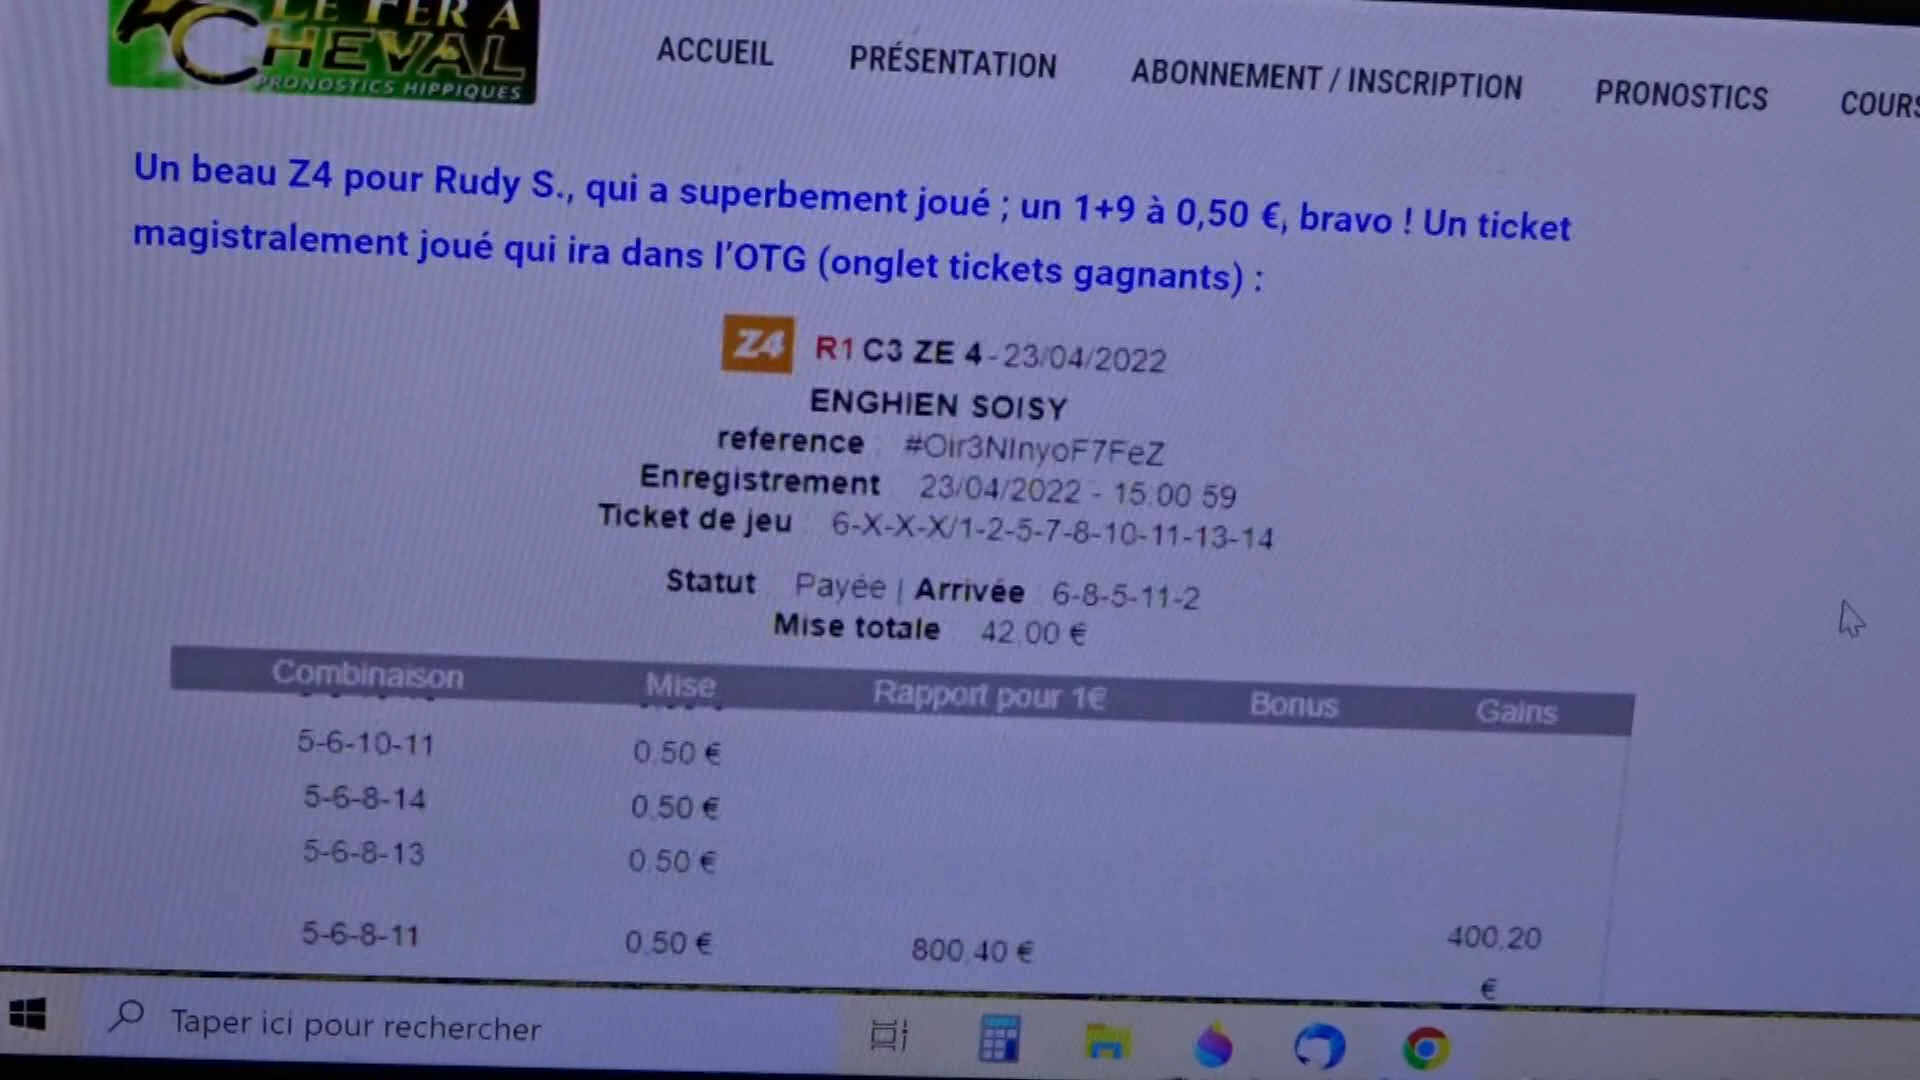 LE FER À
CHEVAL
PRONOSTICS HIPPIQUES
ACCUEIL PRÉSENTATION ABONNEMENT / INSCRIPTION PRONOSTICS
Un beau Z4 pour Rudy S., qui a superbement joué ; un 1+9 à 0,50 €, bravo ! Un ticket
magistralement joué qui ira dans l'OTG (onglet tickets gagnants) :
Z4 R1 C3 ZE 4 - 23/04/2022
ENGHIEN SOISY
reference #Oir3NInyoF7FeZ
Enregistrement 23/04/2022 - 15:00 59
Ticket de jeu 6-X-X-X/1-2-5-7-8-10-11-13-14
Statut Payée | Arrivée 6-8-5-11-2
Mise totale 42.00 €
Combinaison Mise Rapport pour 1€ Bonus Gains
5-6-10-11 0.50 €
5-6-8-14 0.50 €
5-6-8-13 0.50 €
5-6-8-11 0.50 € 800.40 € 400,20
€
Taper ici pour rechercher